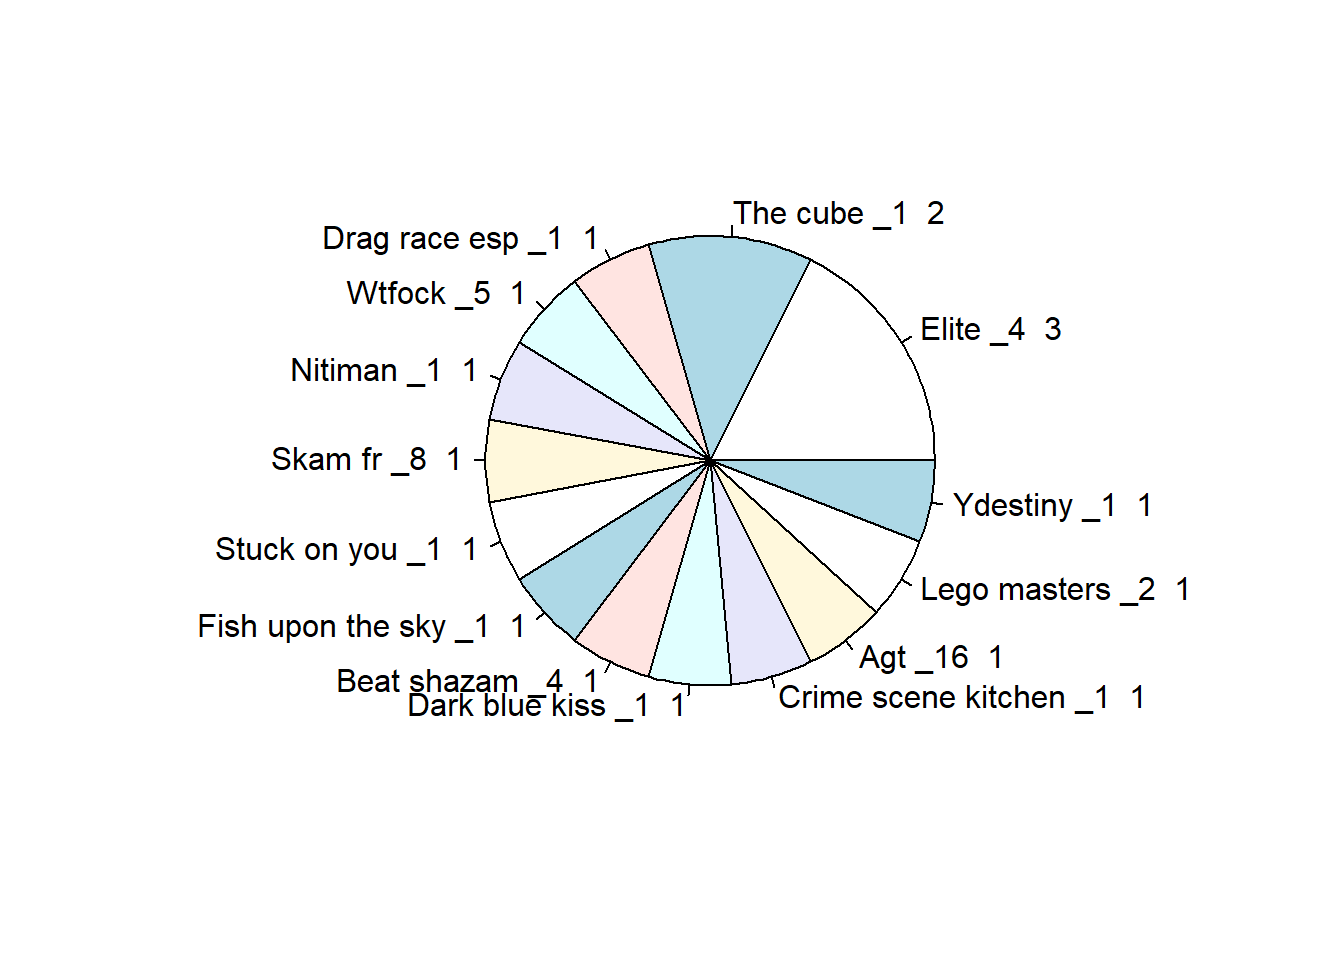 The cube _1  2
Drag race esp _1  1
Wtfock _5  1
Elite _4  3
Nitiman _1  1
Skam fr _8  1
Ydestiny _1  1
Stuck on you _1  1
Lego masters _2  1
Fish upon the sky _1  1
Agt _16  1
Beat shazam _4  1
Crime scene kitchen _1  1
Dark blue kiss _1  1